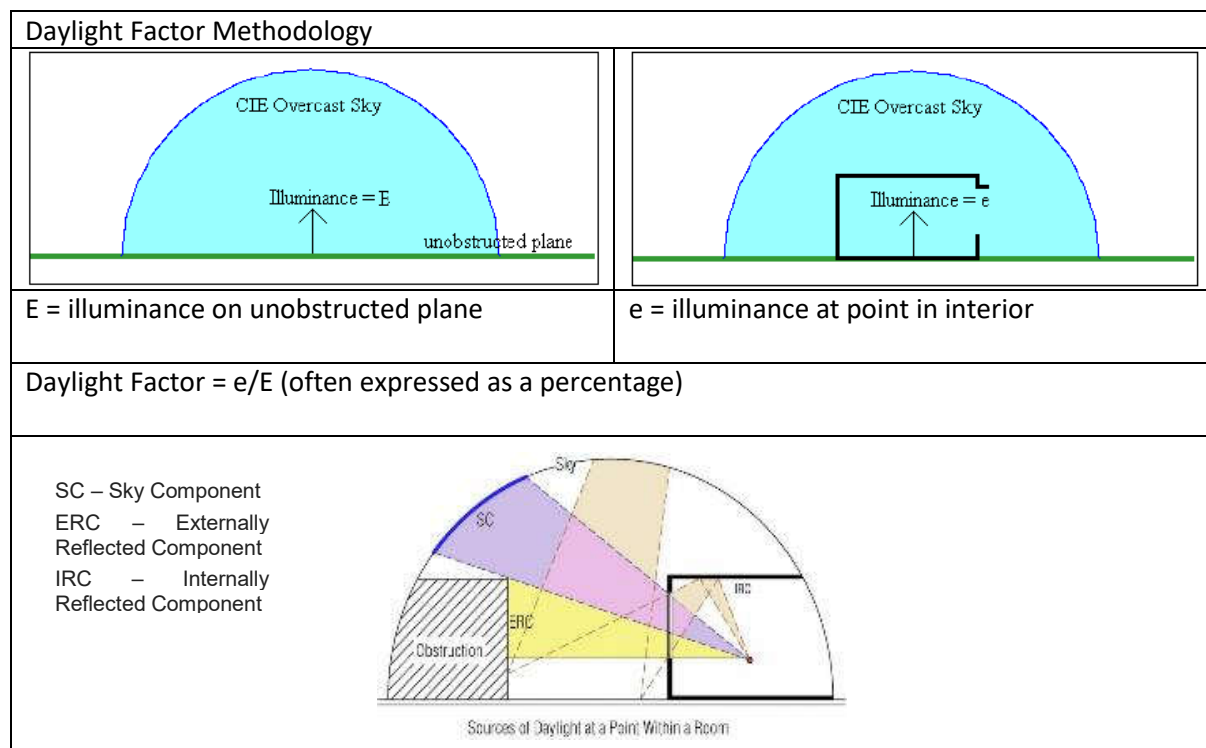 Daylight Factor Methodology
CIE Overcast Sky
Illuminance = E
unobstructed plane
CIE Overcast Sky
Illuminance = e
E = illuminance on unobstructed plane
e = illuminance at point in interior
Daylight Factor = e/E (often expressed as a percentage)
SC – Sky Component
ERC – Externally
Reflected Component
IRC – Internally
Reflected Component
Sky
SC
IRC
ERC
Obstruction
Sources of Daylight at a Point Within a Room